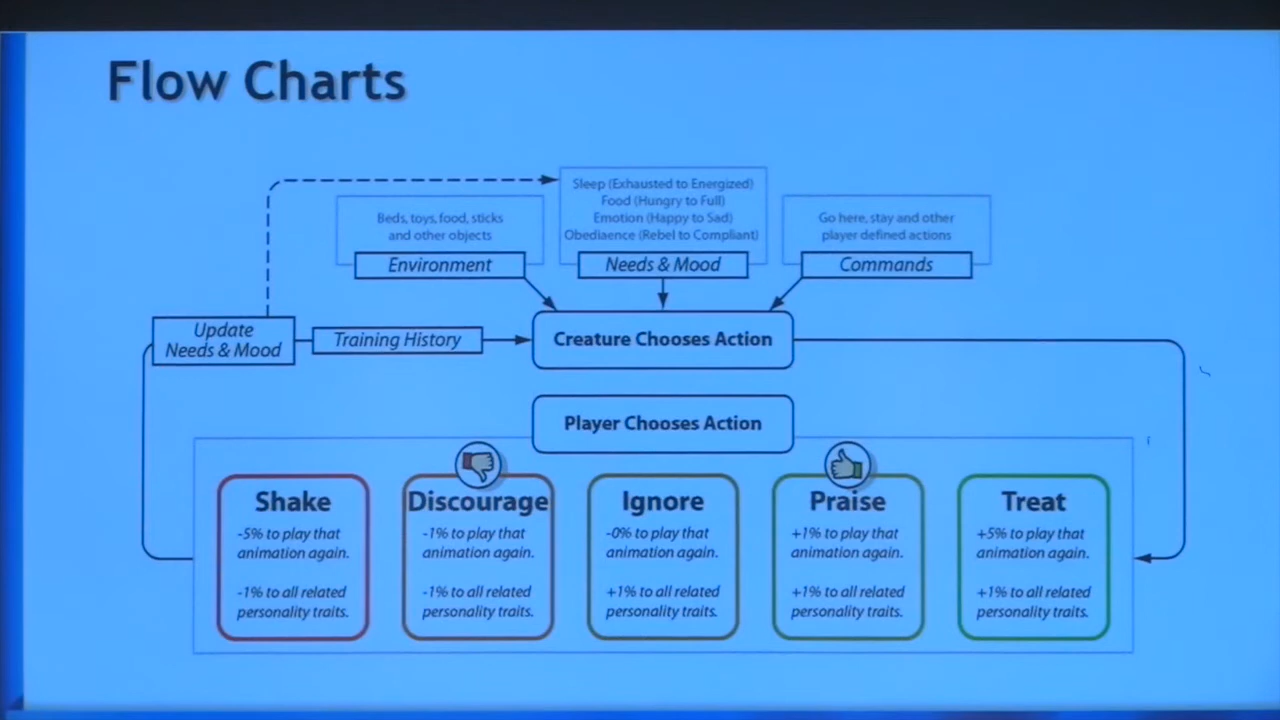 Flow Charts
Sleep (Exhausted to Energized)
Food (Hungry to Full)
Emotion (Happy to Sad)
Obediaence (Rebel to Compliant)
Beds, toys, food, sticks
and other objects
Go here, stay and other
player defined actions
Environment
Needs & Mood
Commands
Update
Needs & Mood
Training History
Creature Chooses Action
Player Chooses Action
Shake
-5% to play that
animation again.
-1% to all related
personality traits.
Discourage
-1% to play that
animation again.
-1% to all related
personality traits.
Ignore
-0% to play that
animation again.
+1% to all related
personality traits.
Praise
+1% to play that
animation again.
+1% to all related
personality traits.
Treat
+5% to play that
animation again.
+1% to all related
personality traits.